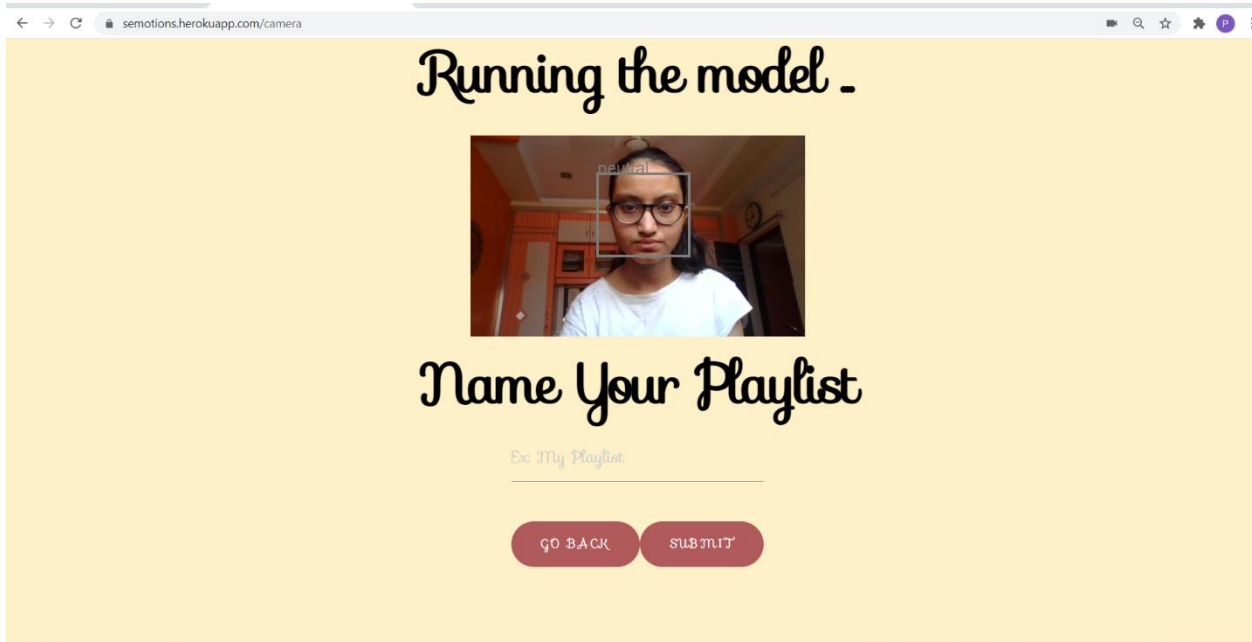 semotions.herokuapp.com/camera
P
Running the model ..
neutral
Name Your Playlist
Ex: My Playlist
GO BACK SUBMIT